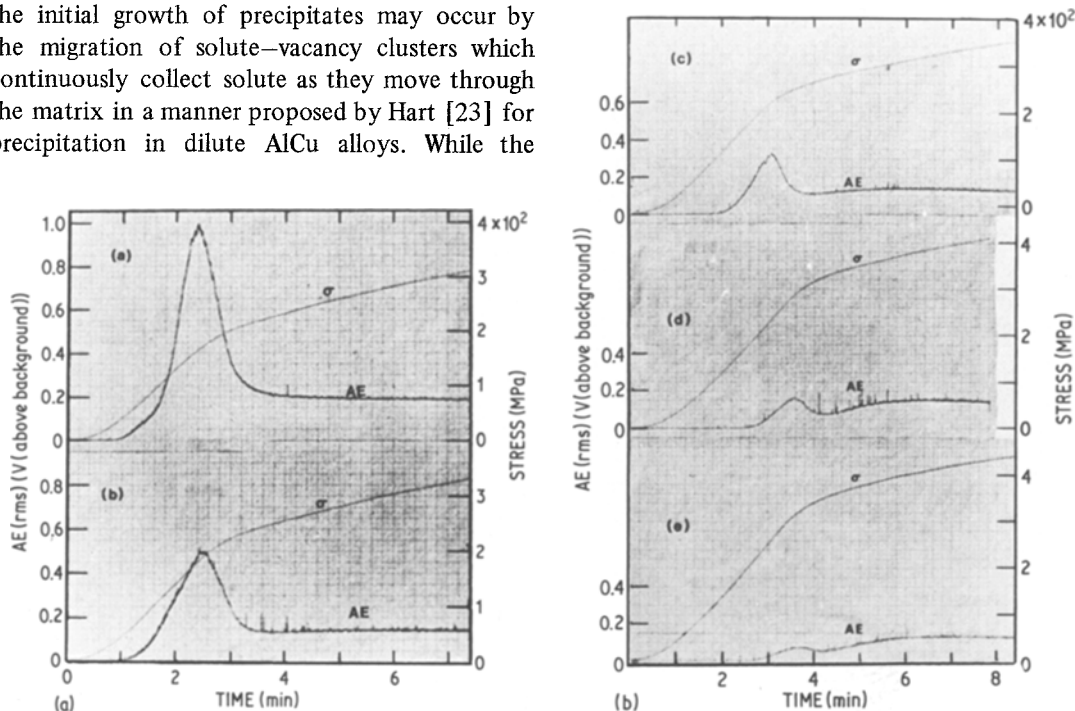 the initial growth of precipitates may occur by
the migration of solute–vacancy clusters which
continuously collect solute as they move through
the matrix in a manner proposed by Hart [23] for
precipitation in dilute AlCu alloys. While the
AE (rms) (V (above background))
1.0
0.8
0.6
0.4
0.2
0
(a)
σ
AE
4×10²
3
2
1
0
STRESS (MPa)
0.8
0.6
0.4
0.2
0
(b)
σ
AE
3
2
1
0
0 2 4 6
(a) TIME (min)
AE (rms) (V (above background))
0.6
0.4
0.2
0
(c)
σ
AE
4×10²
2
0
0.4
0.2
0
(d)
σ
AE
4
2
0
STRESS (MPa)
0.4
0.2
0
(e)
σ
AE
4
2
0
0 2 4 6 8
(b) TIME (min)